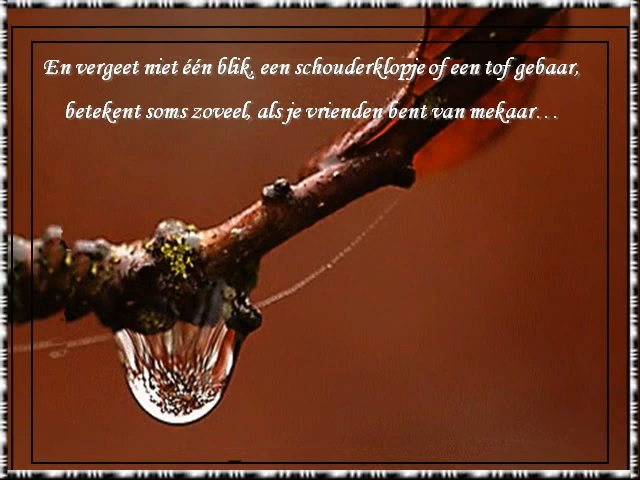 En vergeet niet één blik, een schouderklopje of een tof gebaar,
betekent soms zoveel, als je vrienden bent van mekaar…